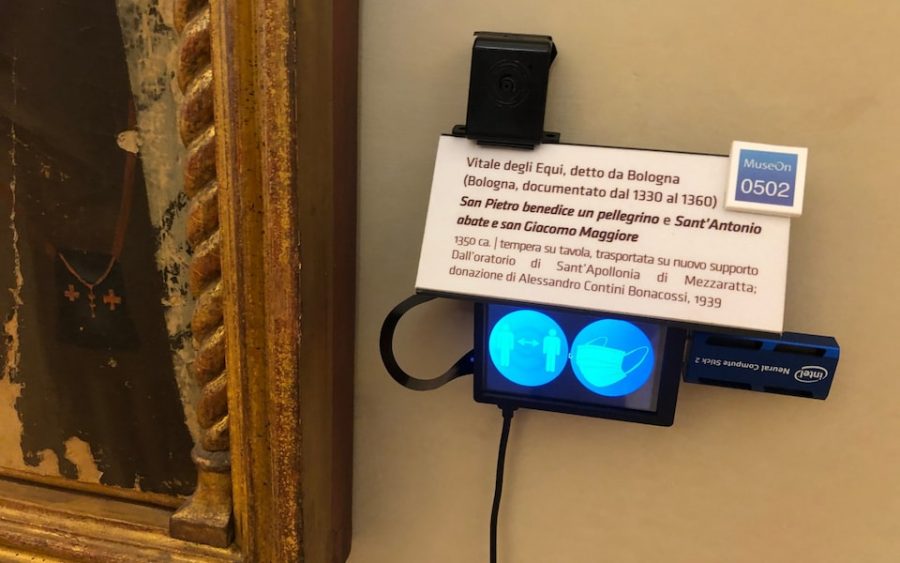 Vitale degli Equi, detto da Bologna
(Bologna, documentato dal 1330 al 1360)
San Pietro benedice un pellegrino e Sant'Antonio
abate e san Giacomo Maggiore
1350 ca. | tempera su tavola, trasportata su nuovo supporto
Dall'oratorio di Sant'Apollonia di Mezzaratta;
donazione di Alessandro Contini Bonacossi, 1939
MuseOn
0502
intel
Neural Compute Stick 2